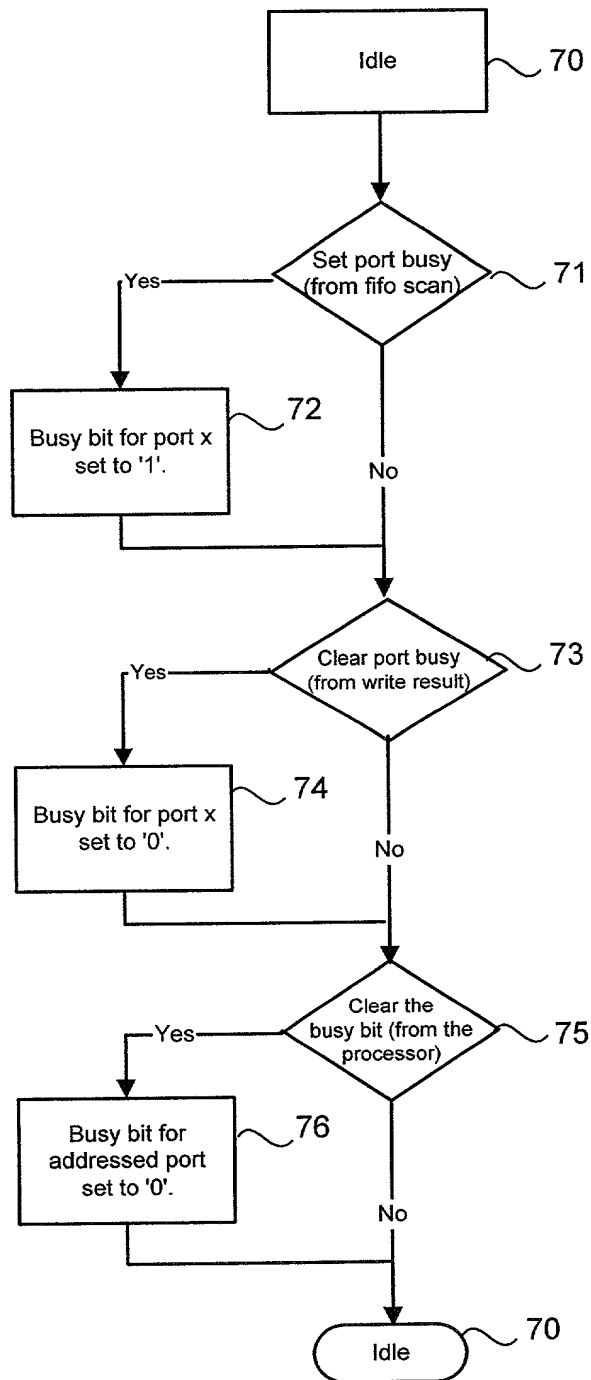 Idle
70
Set port busy
(from fifo scan)
71
Yes
72
Busy bit for port x
set to '1'.
No
Clear port busy
(from write result)
73
Yes
74
Busy bit for port x
set to '0'.
No
Clear the
busy bit (from the
processor)
75
Yes
76
Busy bit for
addressed port
set to '0'.
No
70
Idle